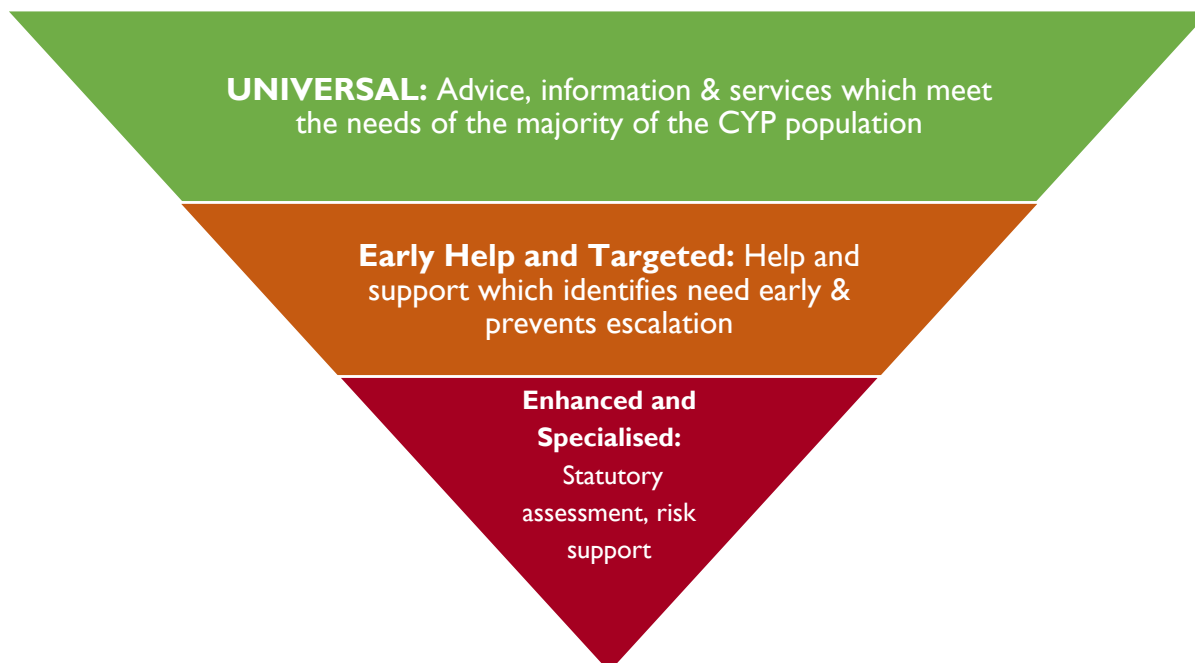 UNIVERSAL: Advice, information & services which meet
the needs of the majority of the CYP population
Early Help and Targeted: Help and
support which identifies need early &
prevents escalation
Enhanced and
Specialised:
Statutory
assessment, risk
support